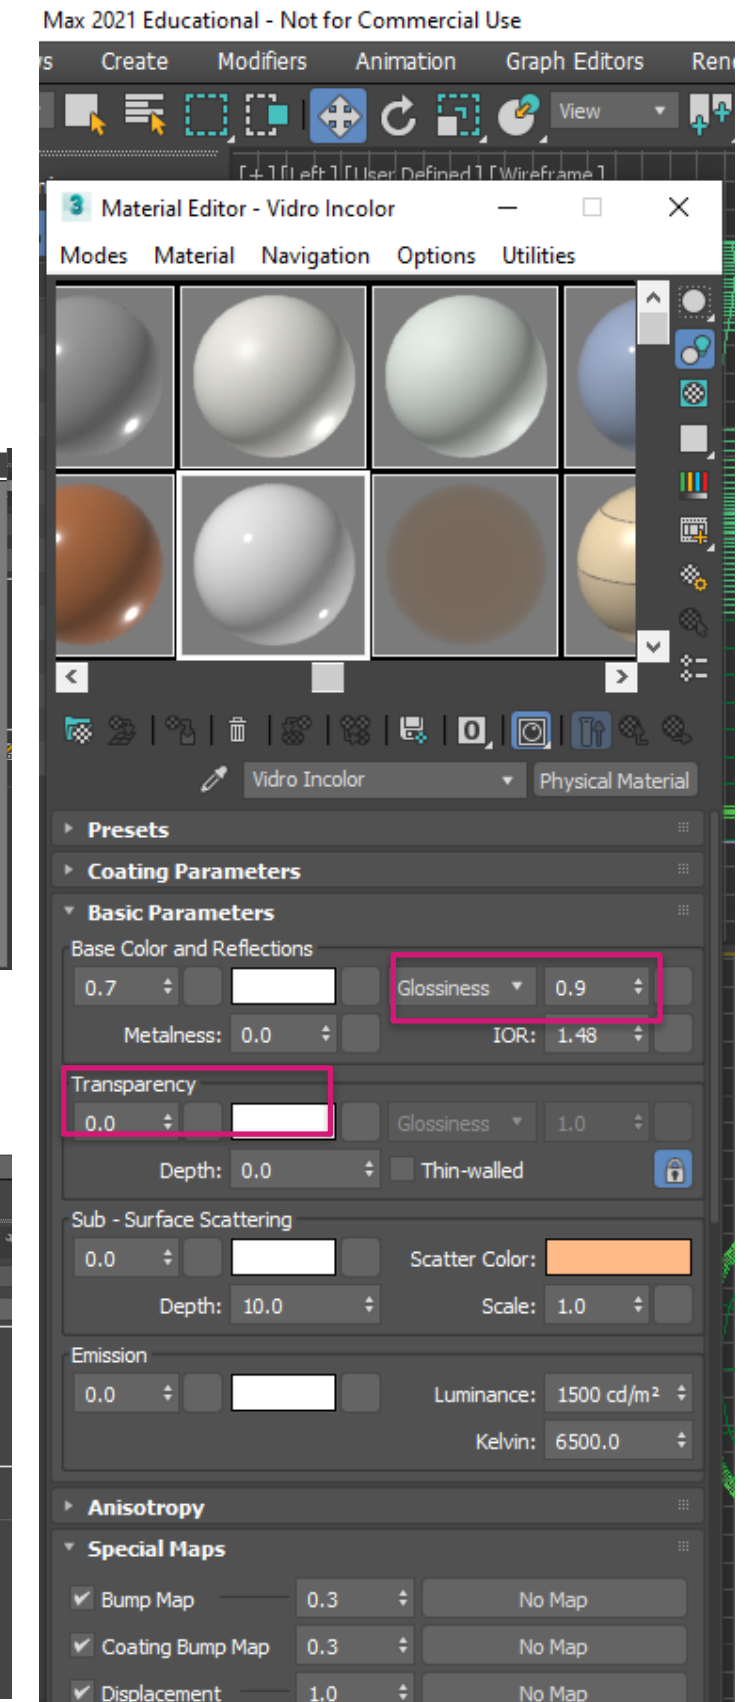 Max 2021 Educational - Not for Commercial Use
Create Modifiers Animation Graph Editors
View
[+] [Left] [User Defined] [Wireframe]
Material Editor - Vidro Incolor
Modes Material Navigation Options Utilities
Vidro Incolor Physical Material
Presets
Coating Parameters
Basic Parameters
Base Color and Reflections
0.7 Glossiness 0.9
Metalness: 0.0 IOR: 1.48
Transparency
0.0 Glossiness 1.0
Depth: 0.0 Thin-walled
Sub - Surface Scattering
0.0 Scatter Color:
Depth: 10.0 Scale: 1.0
Emission
0.0 Luminance: 1500 cd/m²
Kelvin: 6500.0
Anisotropy
Special Maps
Bump Map 0.3 No Map
Coating Bump Map 0.3 No Map
Displacement 1.0 No Map